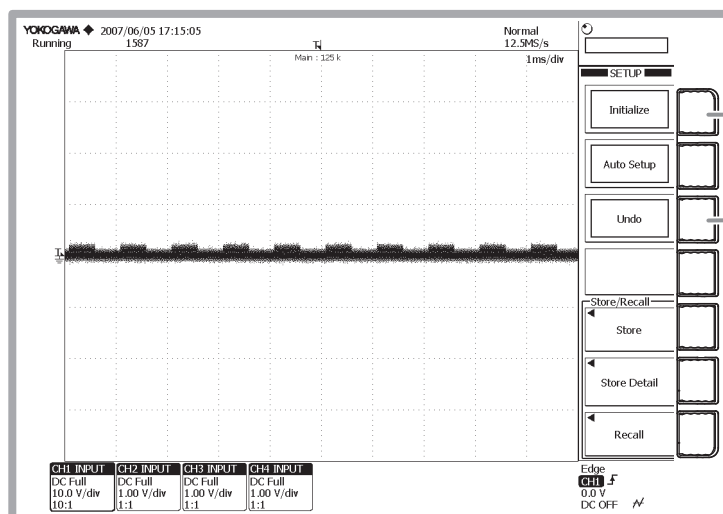 YOKOGAWA ◆ 2007/06/05 17:15:05
Running 1587
Normal
12.5MS/s
T
Main : 125 k
1ms/div
T
SETUP
Initialize
Auto Setup
Undo
Store/Recall
Store
Store Detail
Recall
CH1 INPUT
DC Full
10.0 V/div
10:1
CH2 INPUT
DC Full
1.00 V/div
1:1
CH3 INPUT
DC Full
1.00 V/div
1:1
CH4 INPUT
DC Full
1.00 V/div
1:1
Edge
CH1
0.0 V
DC OFF